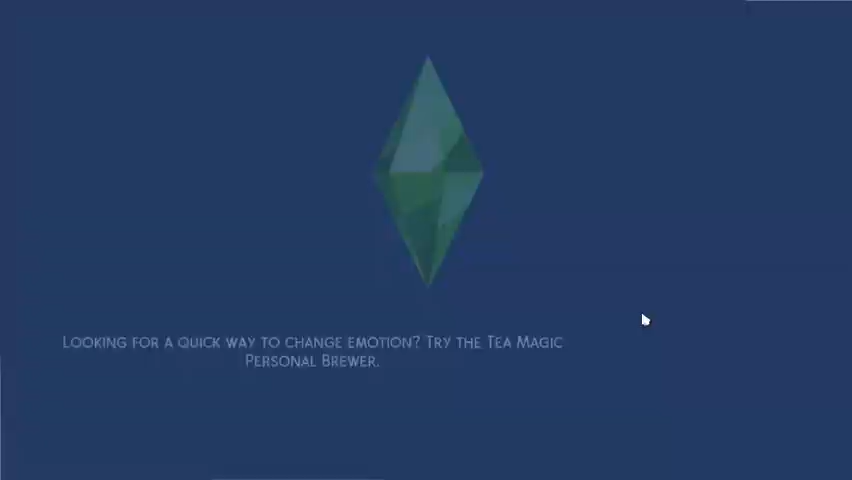 Looking for a quick way to change emotion? Try the Tea Magic
Personal Brewer.